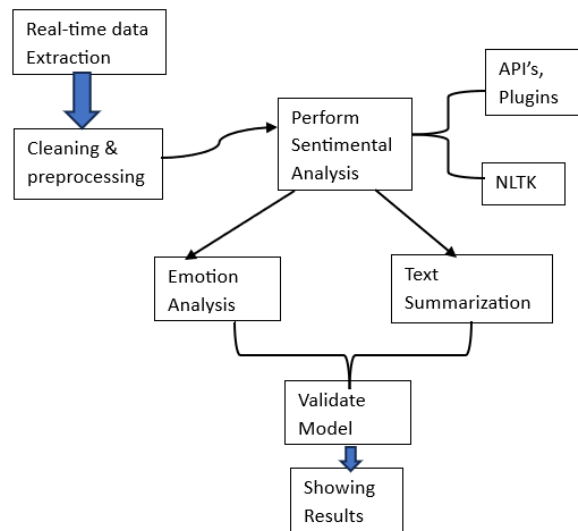 Real-time data
Extraction
API's,
Plugins
Perform
Sentimental
Analysis
Cleaning &
preprocessing
NLTK
Emotion
Analysis
Text
Summarization
Validate
Model
Showing
Results